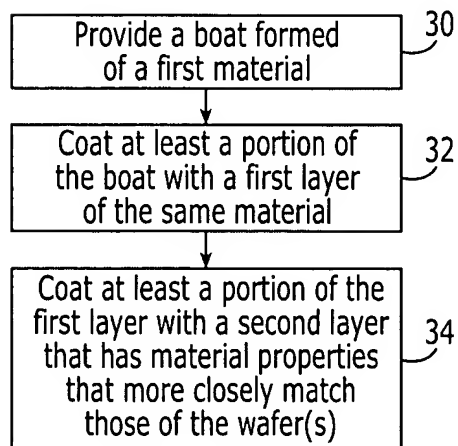 Provide a boat formed
of a first material
30
Coat at least a portion of
the boat with a first layer
of the same material
32
Coat at least a portion of the
first layer with a second layer
that has material properties
that more closely match
those of the wafer(s)
34